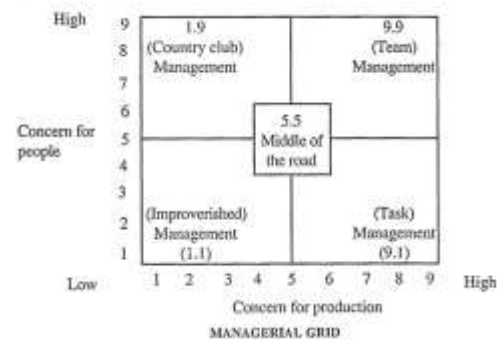 High
9
8
7
6
5
4
3
2
1
Low
Concern for
people
1.9
(Country club)
Management
9.9
(Team)
Management
5.5
Middle of
the road
(Improverished)
Management
(1.1)
(Task)
Management
(9.1)
1 2 3 4 5 6 7 8 9
High
Concern for production
MANAGERIAL GRID